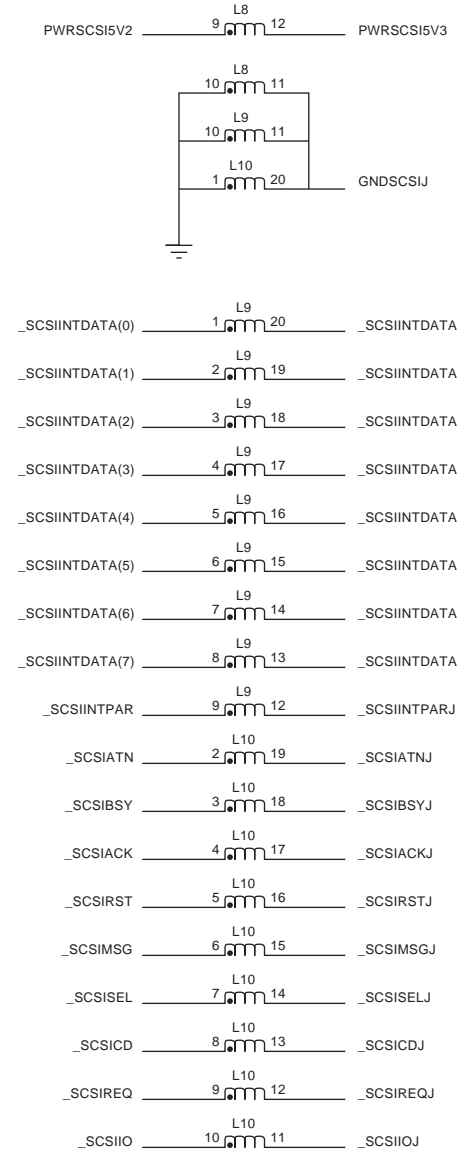 L8
PWRSCSI5V2 9 12 PWRSCSI5V3
L8
10 11
L9
10 11
L10
1 20 GNDSCSIJ
L9
_SCSIINTDATA(0) 1 20 _SCSIINTDATA
L9
_SCSIINTDATA(1) 2 19 _SCSIINTDATA
L9
_SCSIINTDATA(2) 3 18 _SCSIINTDATA
L9
_SCSIINTDATA(3) 4 17 _SCSIINTDATA
L9
_SCSIINTDATA(4) 5 16 _SCSIINTDATA
L9
_SCSIINTDATA(5) 6 15 _SCSIINTDATA
L9
_SCSIINTDATA(6) 7 14 _SCSIINTDATA
L9
_SCSIINTDATA(7) 8 13 _SCSIINTDATA
L9
_SCSIINTPAR 9 12 _SCSIINTPARJ
L10
_SCSIATN 2 19 _SCSIATNJ
L10
_SCSIBSY 3 18 _SCSIBSYJ
L10
_SCSIACK 4 17 _SCSIACKJ
L10
_SCSIRST 5 16 _SCSIRSTJ
L10
_SCSIMSG 6 15 _SCSIMSGJ
L10
_SCSISEL 7 14 _SCSISELJ
L10
_SCSICD 8 13 _SCSICDJ
L10
_SCSIREQ 9 12 _SCSIREQJ
L10
_SCSIIO 10 11 _SCSIIOJ